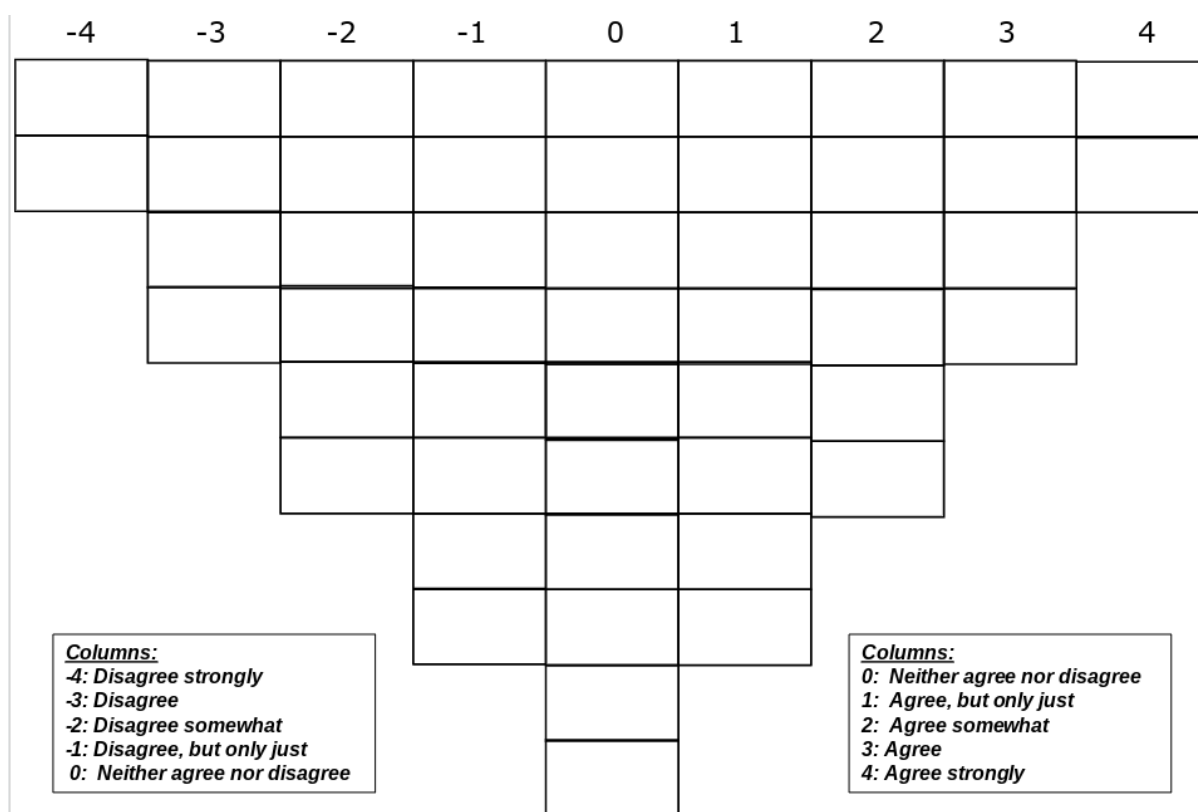 -4 -3 -2 -1 0 1 2 3 4
Columns:
-4: Disagree strongly
-3: Disagree
-2: Disagree somewhat
-1: Disagree, but only just
0: Neither agree nor disagree
Columns:
0: Neither agree nor disagree
1: Agree, but only just
2: Agree somewhat
3: Agree
4: Agree strongly